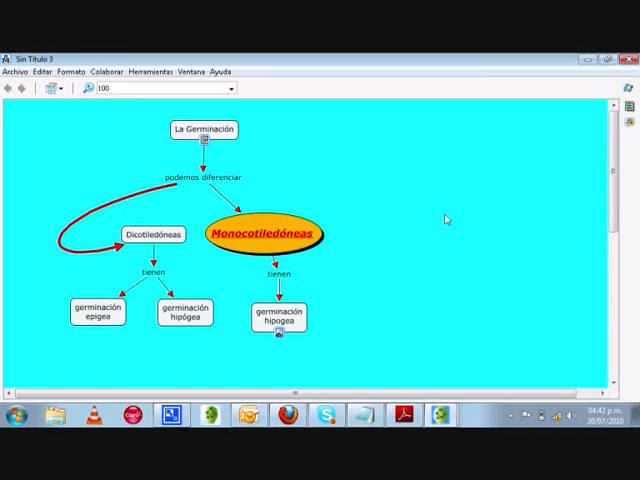 Sin Título 3
Archivo Editar Formato Colaborar Herramientas Ventana Ayuda
100
La Germinación
podemos diferenciar
Dicotiledóneas
Monocotiledóneas
tienen
tienen
germinación
epigea
germinación
hipógea
germinación
hipogea
Claro
04:42 p.m.
20/07/2010